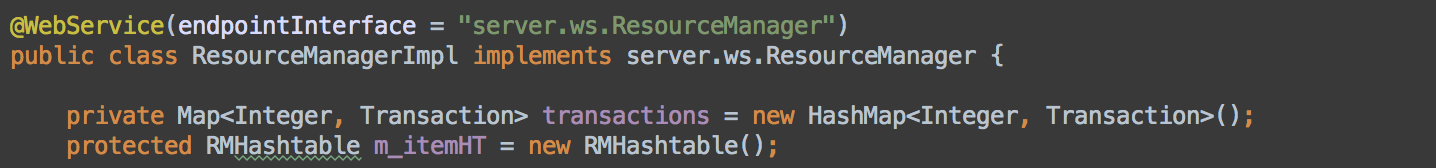 @WebService(endpointInterface = "server.ws.ResourceManager")
public class ResourceManagerImpl implements server.ws.ResourceManager {
private Map<Integer, Transaction> transactions = new HashMap<Integer, Transaction>();
protected RMHashtable m_itemHT = new RMHashtable();